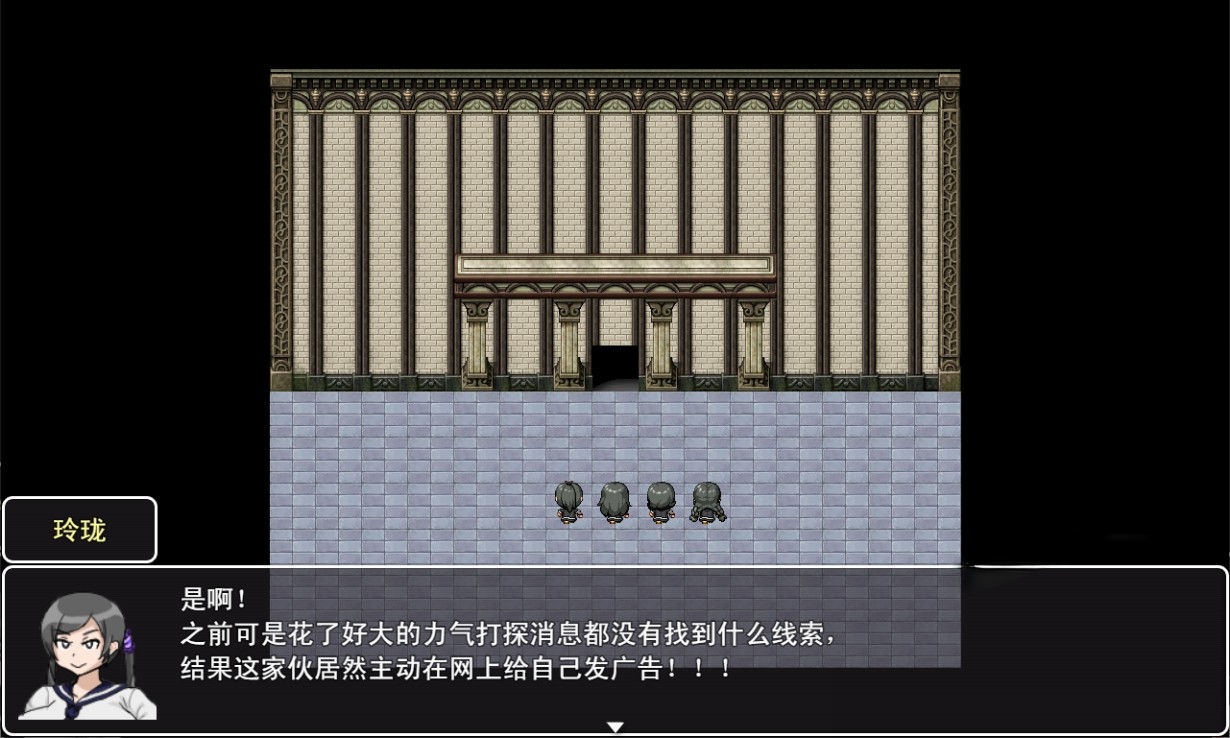 玲珑
是啊！
之前可是花了好大的力气打探消息都没有找到什么线索，
结果这家伙居然主动在网上给自己发广告！！！